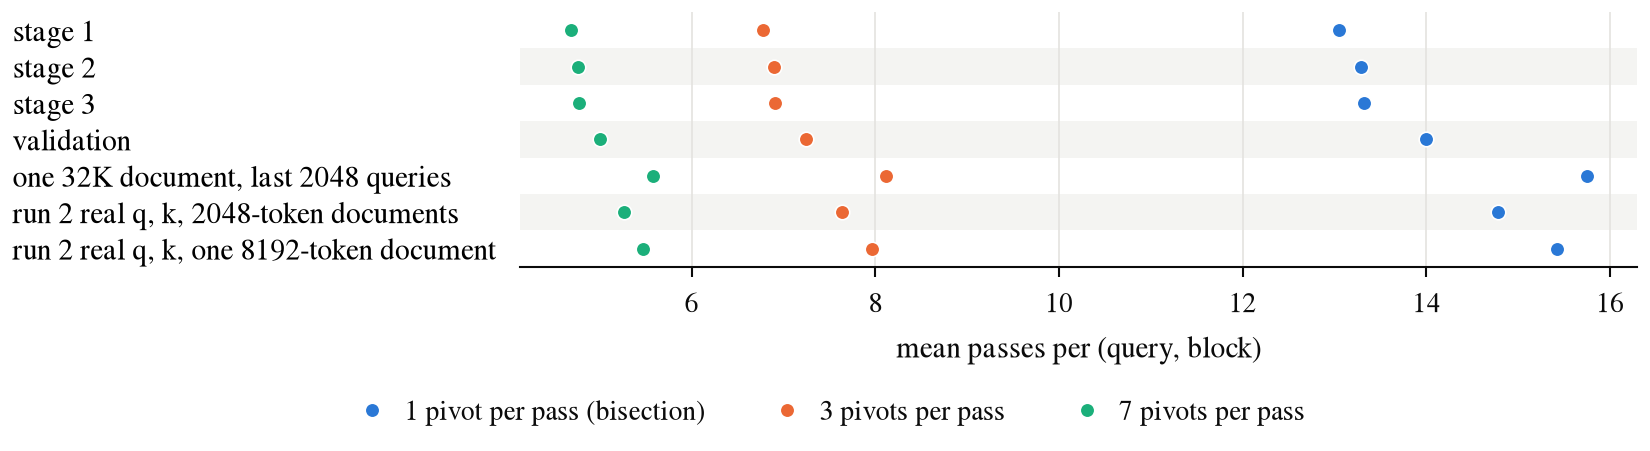 stage 1
stage 2
stage 3
validation
one 32K document, last 2048 queries
run 2 real q, k, 2048-token documents
run 2 real q, k, one 8192-token document
6 8 10 12 14 16
mean passes per (query, block)
1 pivot per pass (bisection) 3 pivots per pass 7 pivots per pass